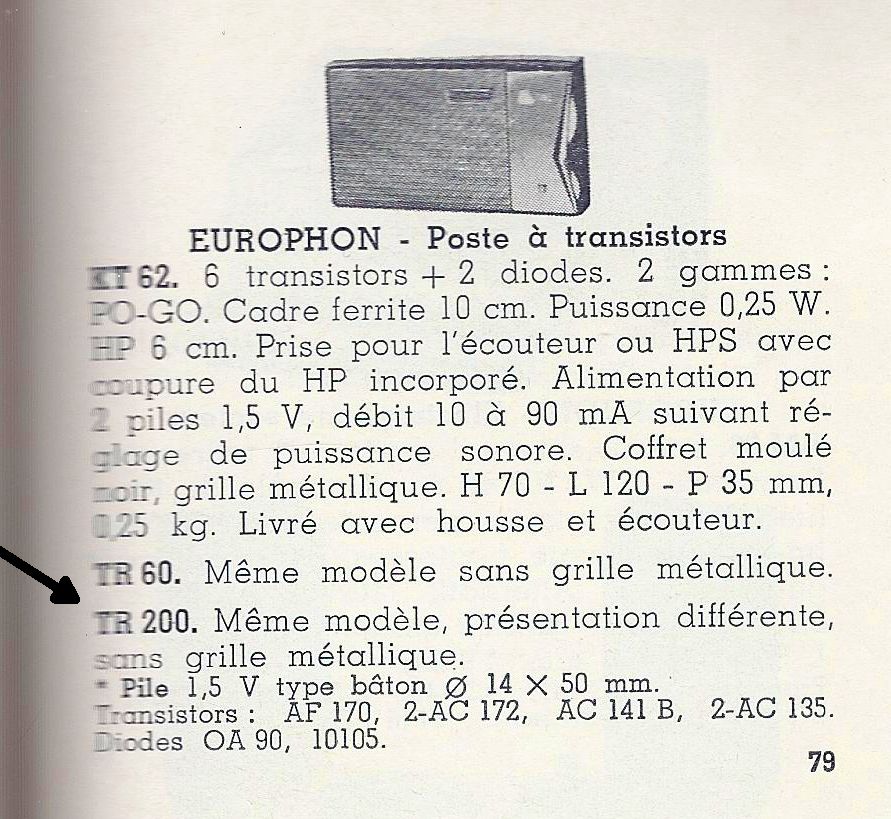 EUROPHON - Poste à transistors
KT 62. 6 transistors + 2 diodes. 2 gammes :
PO-GO. Cadre ferrite 10 cm. Puissance 0,25 W.
HP 6 cm. Prise pour l'écouteur ou HPS avec
coupure du HP incorporé. Alimentation par
2 piles 1,5 V, débit 10 à 90 mA suivant ré-
glage de puissance sonore. Coffret moulé
noir, grille métallique. H 70 - L 120 - P 35 mm,
0,25 kg. Livré avec housse et écouteur.
TR 60. Même modèle sans grille métallique.
TR 200. Même modèle, présentation différente,
sans grille métallique.
* Pile 1,5 V type bâton Ø 14 X 50 mm.
Transistors : AF 170, 2-AC 172, AC 141 B, 2-AC 135.
Diodes OA 90, 10105.
79